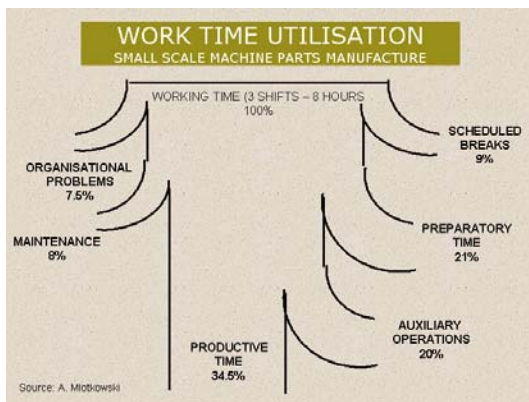 WORK TIME UTILISATION
SMALL SCALE MACHINE PARTS MANUFACTURE
WORKING TIME (3 SHIFTS – 8 HOURS
100%
SCHEDULED
BREAKS
9%
ORGANISATIONAL
PROBLEMS
7.5%
PREPARATORY
TIME
21%
MAINTENANCE
8%
AUXILIARY
OPERATIONS
20%
PRODUCTIVE
TIME
34.5%
Source: A. Miotkowski